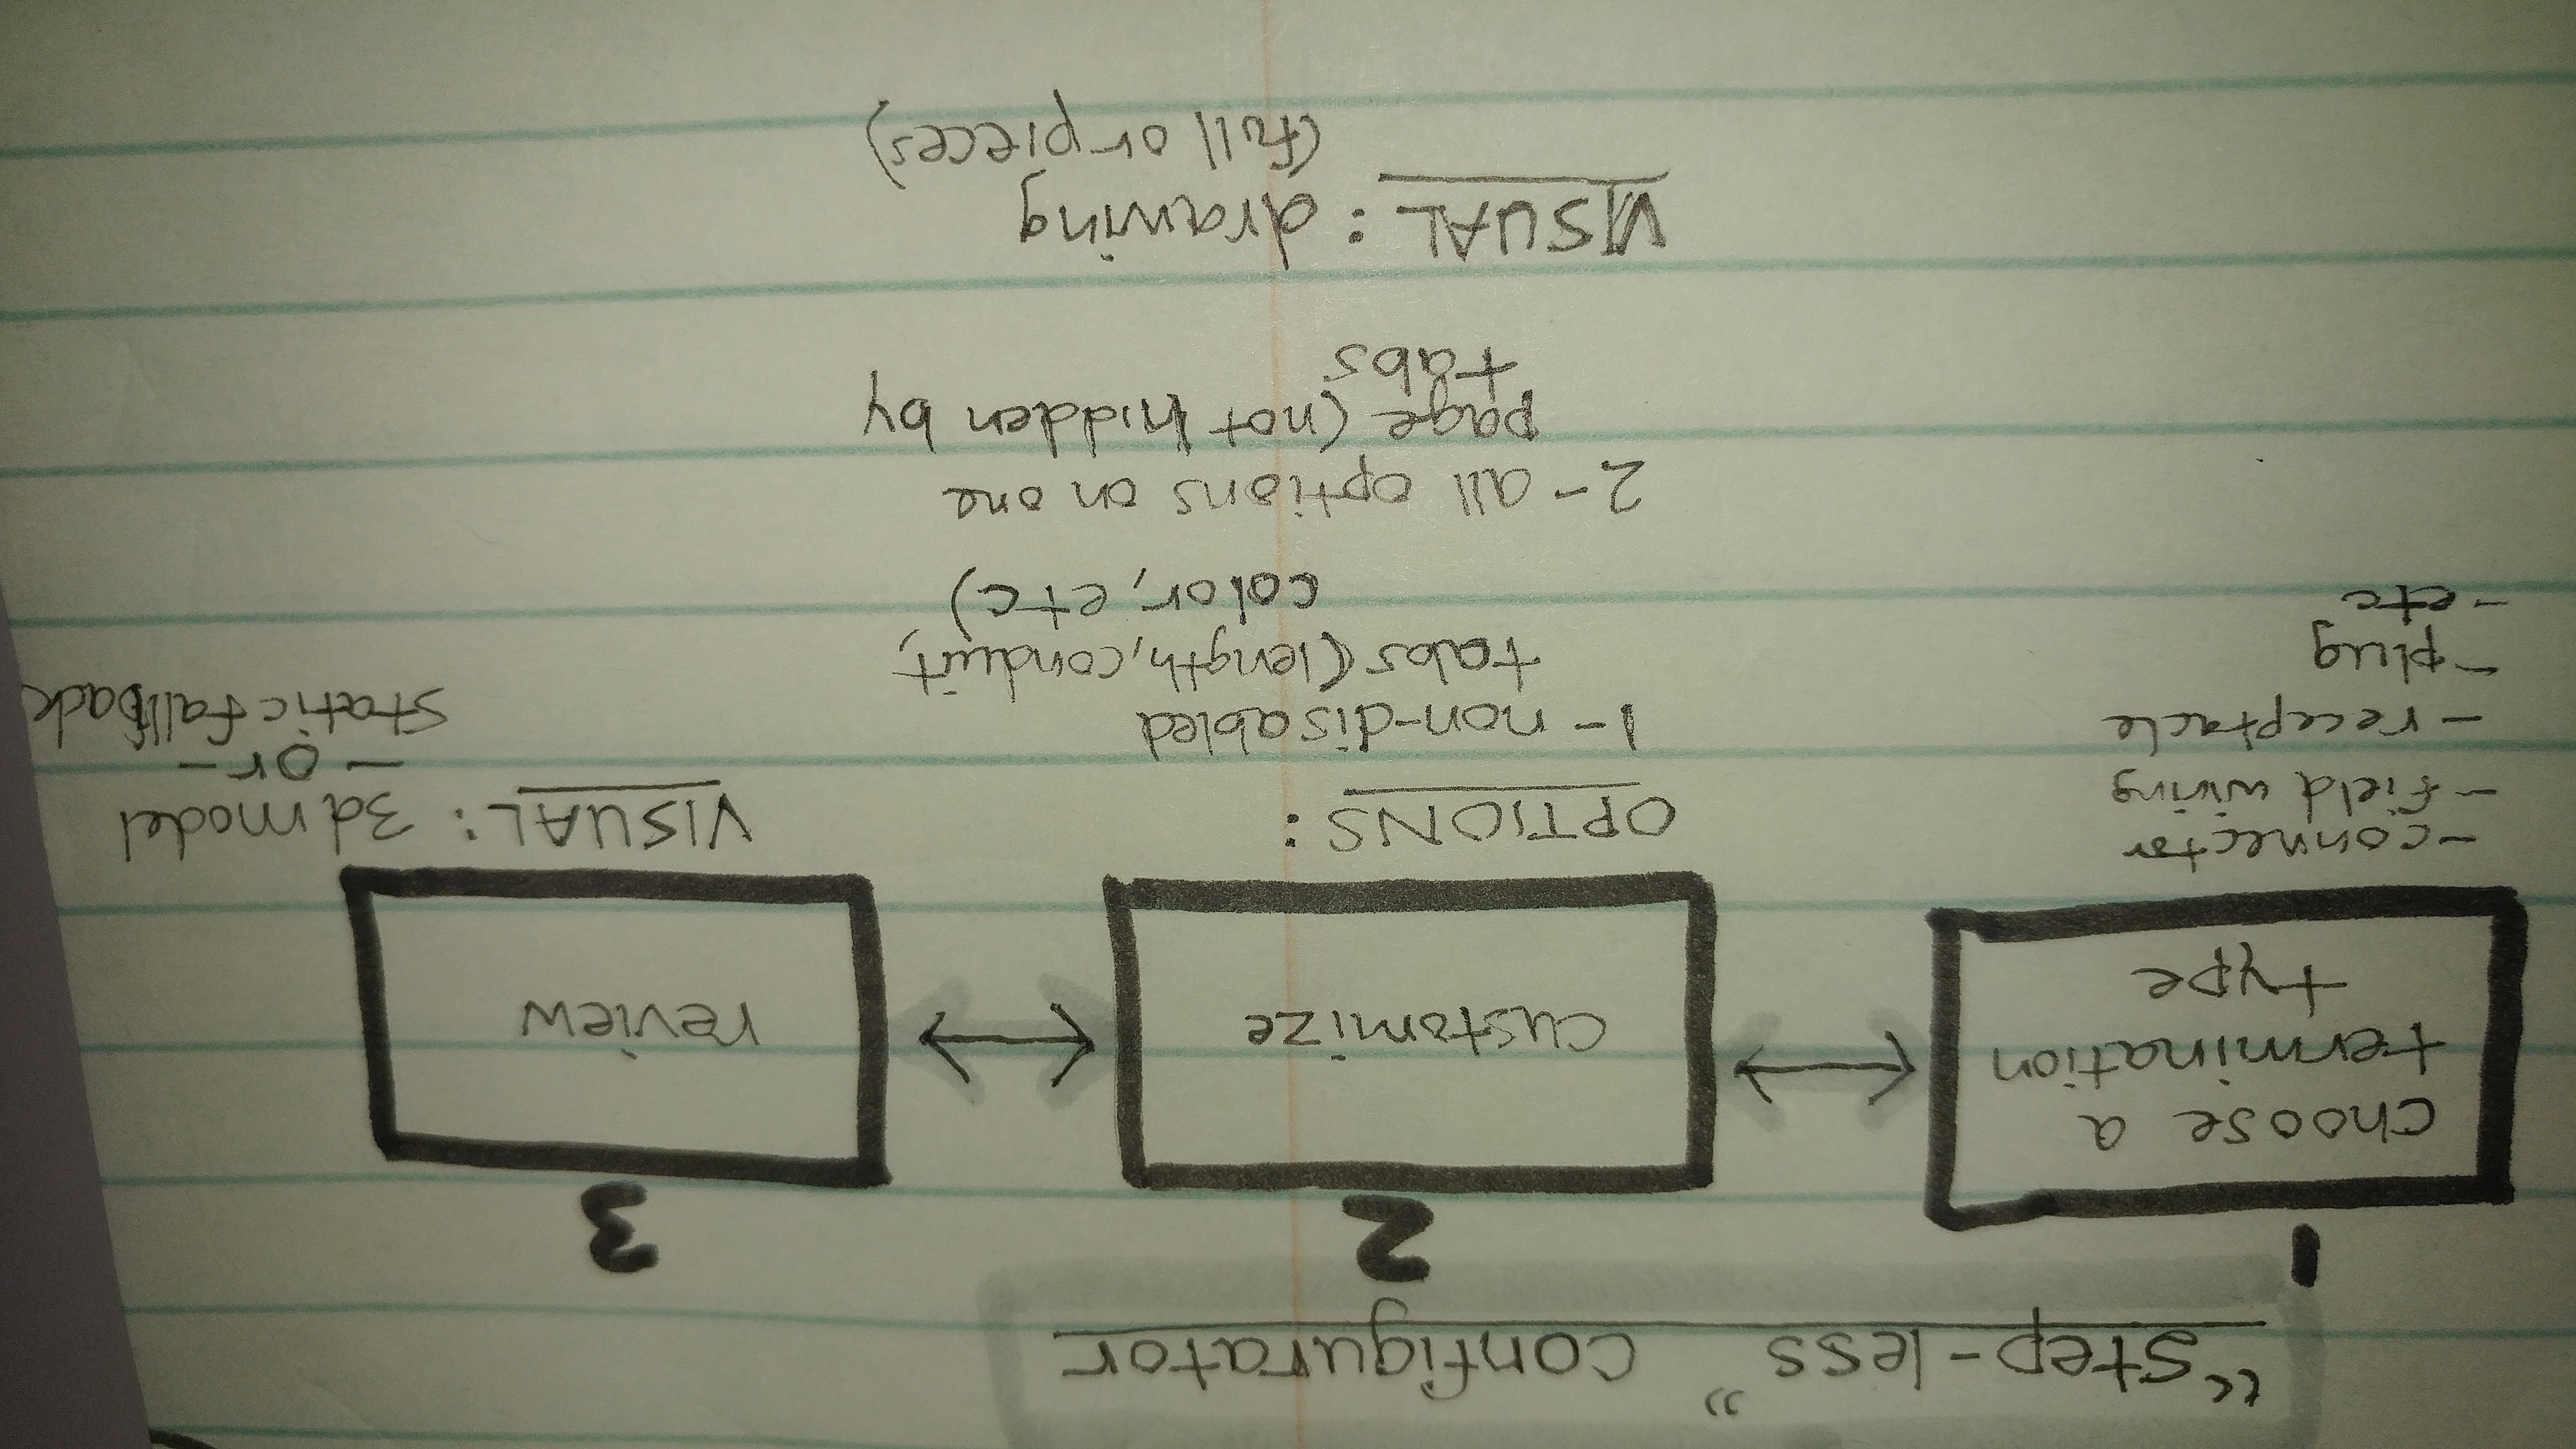 "step-less" configurator
1
choose a
termination
type
- connector
- field wiring
- receptacle
- plug
- etc
2
customize
OPTIONS:
1- non-disabled
tabs (length, conduit,
color, etc)
2- all options on one
page (not hidden by
tabs
VISUAL: drawing
(full or pieces)
3
review
VISUAL: 3d model
- or -
static fallback